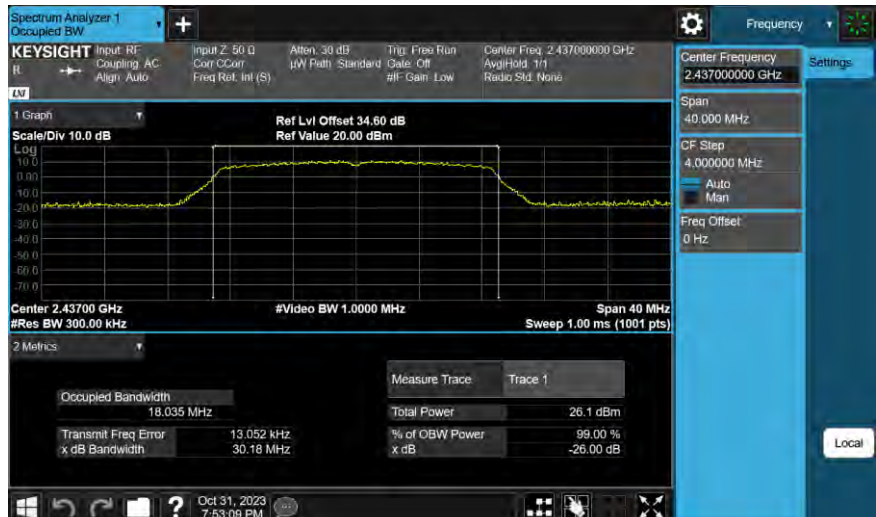 Spectrum Analyzer 1
Occupied BW
Frequency
KEYSIGHT
Input: RF
Coupling: AC
Align: Auto
Input Z: 50 Ω
Corr CCorr
Freq Ref: Int (S)
Atten: 30 dB
µW Path: Standard
Trig: Free Run
Gate: Off
#IF Gain: Low
Center Freq: 2.437000000 GHz
Avg|Hold: 1/1
Radio Std: None
R
LXI
1 Graph
Scale/Div 10.0 dB
Ref Lvl Offset 34.60 dB
Ref Value 20.00 dBm
Log
10.0
0.00
-10.0
-20.0
-30.0
-40.0
-50.0
-60.0
-70.0
Center 2.43700 GHz
#Res BW 300.00 kHz
#Video BW 1.0000 MHz
Span 40 MHz
Sweep 1.00 ms (1001 pts)
2 Metrics
Measure Trace Trace 1
Occupied Bandwidth
18.035 MHz
Total Power 26.1 dBm
Transmit Freq Error 13.052 kHz
% of OBW Power 99.00 %
x dB Bandwidth 30.18 MHz
x dB -26.00 dB
Center Frequency
2.437000000 GHz
Settings
Span
40.000 MHz
CF Step
4.000000 MHz
Auto
Man
Freq Offset
0 Hz
Local
?
Oct 31, 2023
7:53:09 PM